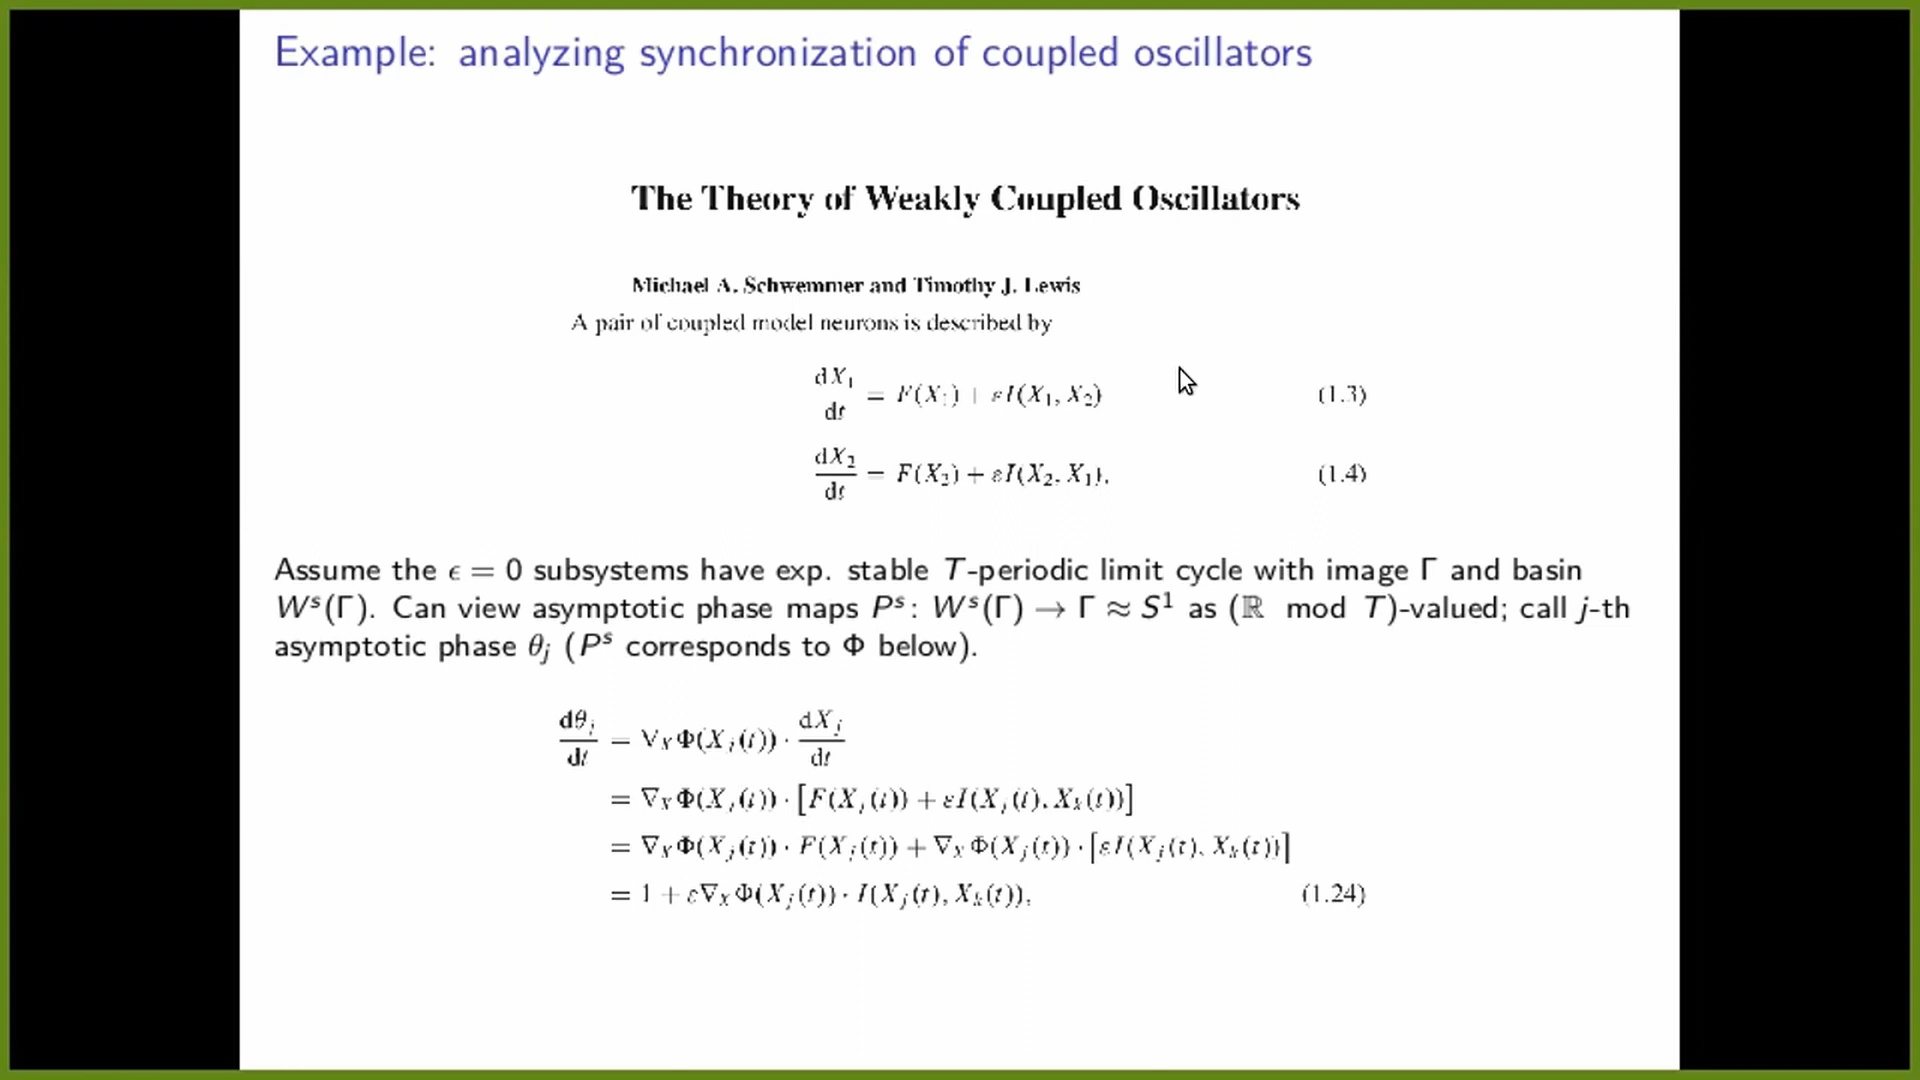 Example: analyzing synchronization of coupled oscillators
The Theory of Weakly Coupled Oscillators
Michael A. Schwemmer and Timothy J. Lewis
A pair of coupled model neurons is described by
dX₁/dt = F(X₁) + εI(X₁, X₂) (1.3)
dX₂/dt = F(X₂) + εI(X₂, X₁), (1.4)
Assume the ϵ = 0 subsystems have exp. stable T-periodic limit cycle with image Γ and basin
Wˢ(Γ). Can view asymptotic phase maps Pˢ: Wˢ(Γ) → Γ ≈ S¹ as (ℝ mod T)-valued; call j-th
asymptotic phase θⱼ (Pˢ corresponds to Φ below).
dθⱼ/dt = ∇_XΦ(Xⱼ(t)) · dXⱼ/dt
= ∇_XΦ(Xⱼ(t)) · [F(Xⱼ(t)) + εI(Xⱼ(t), Xₖ(t))]
= ∇_XΦ(Xⱼ(t)) · F(Xⱼ(t)) + ∇_XΦ(Xⱼ(t)) · [εI(Xⱼ(t), Xₖ(t))]
= 1 + ε∇_XΦ(Xⱼ(t)) · I(Xⱼ(t), Xₖ(t)), (1.24)